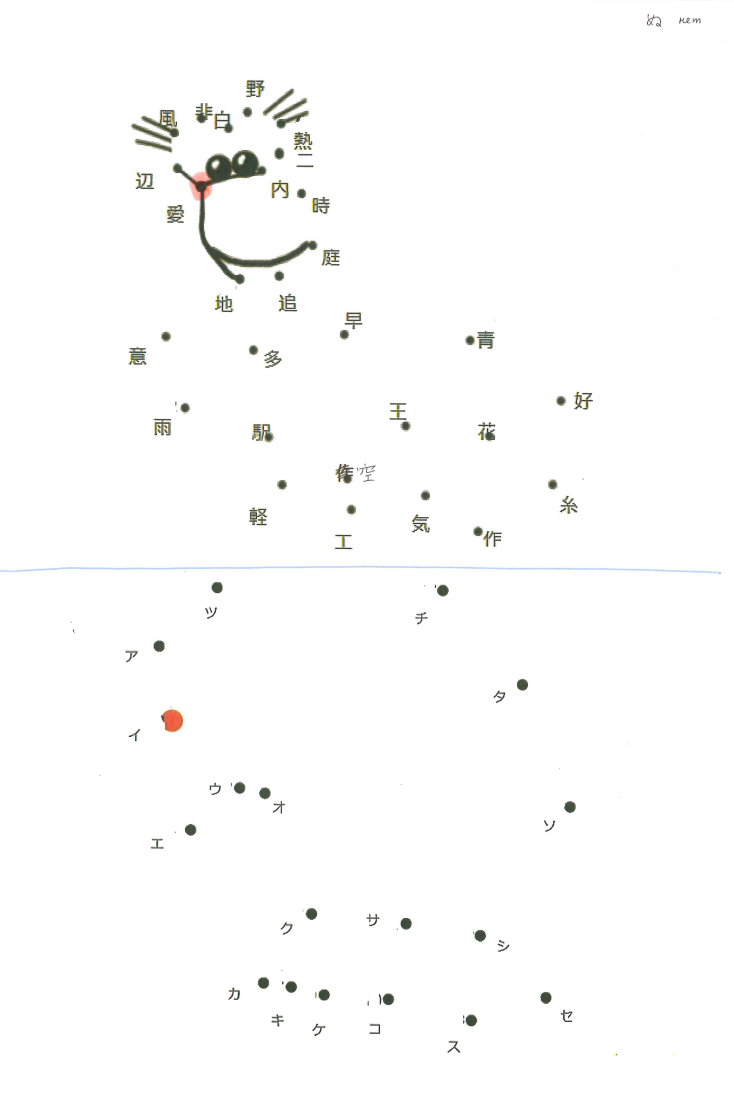 ぬ нет
野
風 非 白
熱
二
辺 内
愛 時
庭
地 追
早
意 多 青
雨 駅 王 花 好
作 空
軽 工 気 作 糸
ツ チ
ア
タ
イ
ウ オ
エ ソ
ク サ シ
カ キ ケ コ ス セ